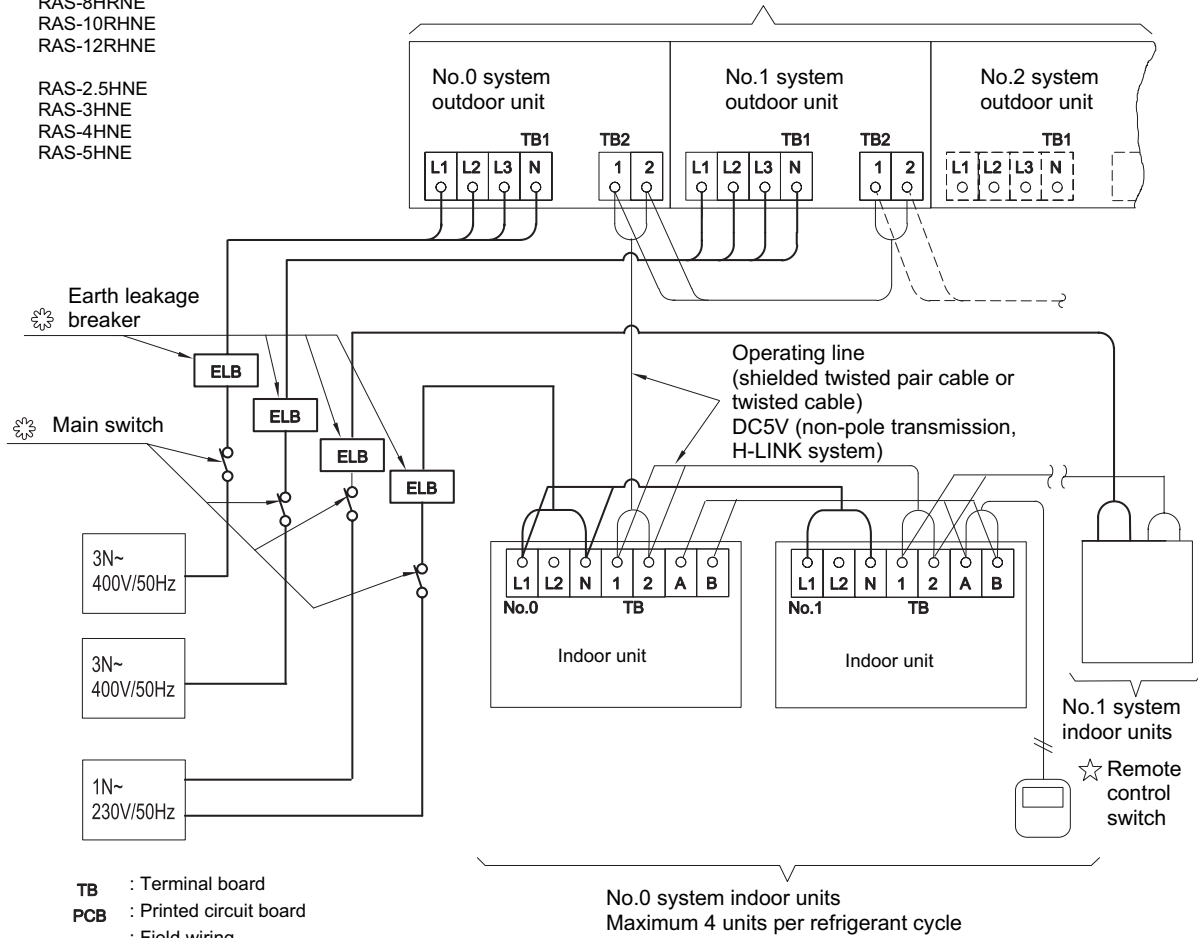 RAS-8HRNE
RAS-10RHNE
RAS-12RHNE
RAS-2.5HNE
RAS-3HNE
RAS-4HNE
RAS-5HNE
No.0 system
outdoor unit
No.1 system
outdoor unit
No.2 system
outdoor unit
TB1
TB2
TB1
TB2
TB1
L1 L2 L3 N
1 2
L1 L2 L3 N
1 2
L1 L2 L3 N
Earth leakage
breaker
ELB
ELB
ELB
ELB
Main switch
Operating line
(shielded twisted pair cable or
twisted cable)
DC5V (non-pole transmission,
H-LINK system)
3N~
400V/50Hz
3N~
400V/50Hz
1N~
230V/50Hz
L1 L2 N 1 2 A B
No.0
TB
Indoor unit
L1 L2 N 1 2 A B
No.1
TB
Indoor unit
No.1 system
indoor units
Remote
control
switch
No.0 system indoor units
Maximum 4 units per refrigerant cycle
TB : Terminal board
PCB : Printed circuit board
: Field wiring